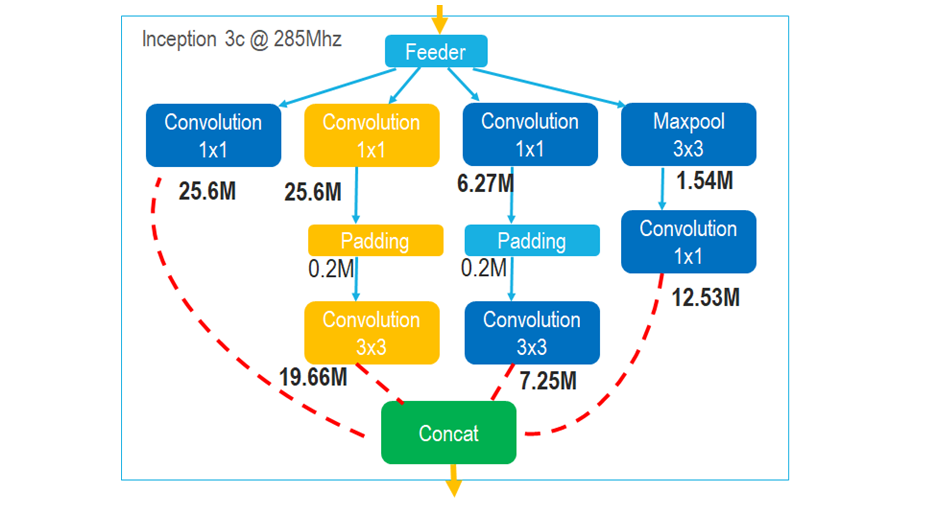 Inception 3c @ 285Mhz
Feeder
Convolution
1x1
25.6M
Convolution
1x1
25.6M
Padding
0.2M
Convolution
3x3
19.66M
Convolution
1x1
6.27M
Padding
0.2M
Convolution
3x3
7.25M
Maxpool
3x3
1.54M
Convolution
1x1
12.53M
Concat